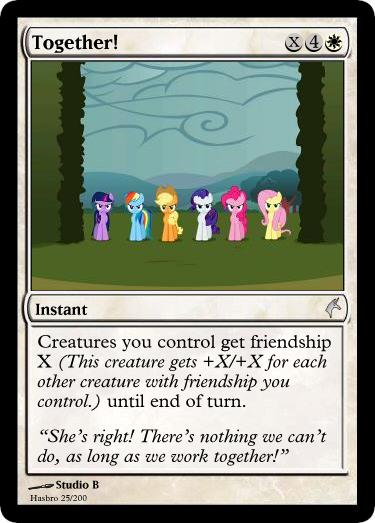 Together! X 4
Instant
Creatures you control get friendship
X (This creature gets +X/+X for each
other creature with friendship you
control.) until end of turn.
“She's right! There's nothing we can't
do, as long as we work together!”
Studio B
Hasbro 25/200